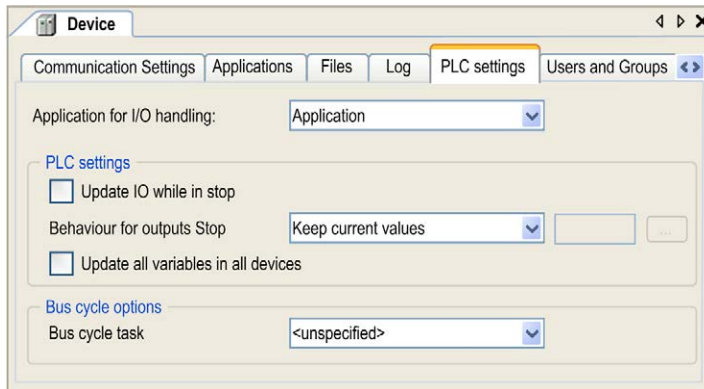 Device
Communication Settings Applications Files Log PLC settings Users and Groups
Application for I/O handling: Application
PLC settings
Update IO while in stop
Behaviour for outputs Stop Keep current values ...
Update all variables in all devices
Bus cycle options
Bus cycle task <unspecified>